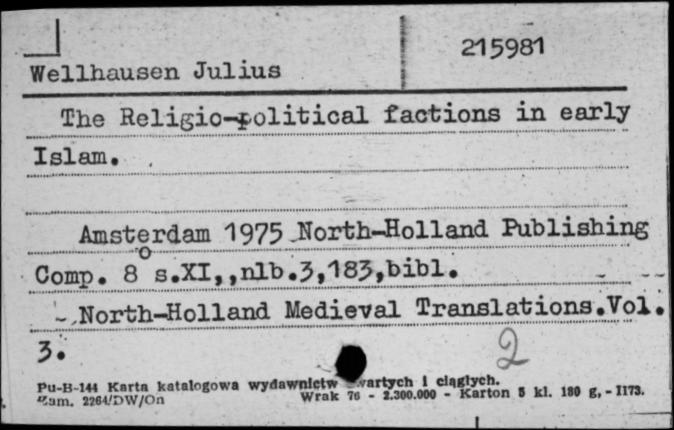 215981
Wellhausen Julius
The Religio-political factions in early
Islam.
Amsterdam 1975 North-Holland Publishing
Comp. 8° s.XI,,nlb.3,183,bibl.
North-Holland Medieval Translations.Vol.
3.
2
Pu-B-144 Karta katalogowa wydawnictw wartych i ciągłych.
Zam. 2264/DW/On Wrak 76 - 2.300.000 - Karton 5 kl. 180 g, - 1173.